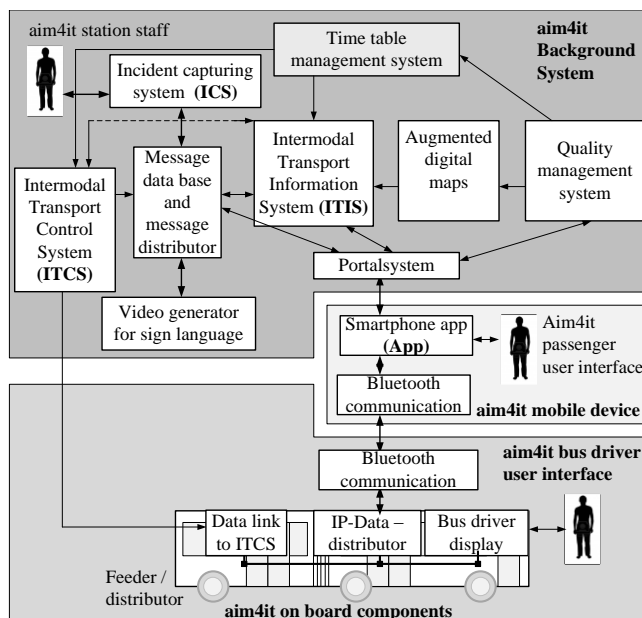 aim4it station staff
Time table
management system
aim4it
Background
System
Incident capturing
system (ICS)
Intermodal
Transport
Control
System
(ITCS)
Message
data base
and
message
distributor
Intermodal
Transport
Information
System (ITIS)
Augmented
digital
maps
Quality
management
system
Portalsystem
Video generator
for sign language
Smartphone app
(App)
Aim4it
passenger
user interface
Bluetooth
communication
aim4it mobile device
aim4it bus driver
user interface
Bluetooth
communication
Data link
to ITCS
IP-Data –
distributor
Bus driver
display
Feeder /
distributor
aim4it on board components